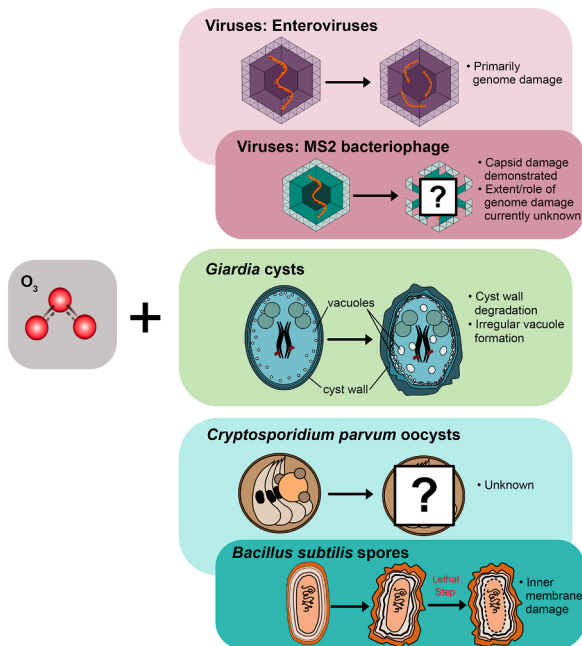 Viruses: Enteroviruses
• Primarily
genome damage
Viruses: MS2 bacteriophage
• Capsid damage
demonstrated
• Extent/role of
genome damage
currently unknown
?
O3
+
Giardia cysts
vacuoles
cyst wall
• Cyst wall
degradation
• Irregular vacuole
formation
Cryptosporidium parvum oocysts
?
• Unknown
Bacillus subtilis spores
Lethal
Step
• Inner
membrane
damage